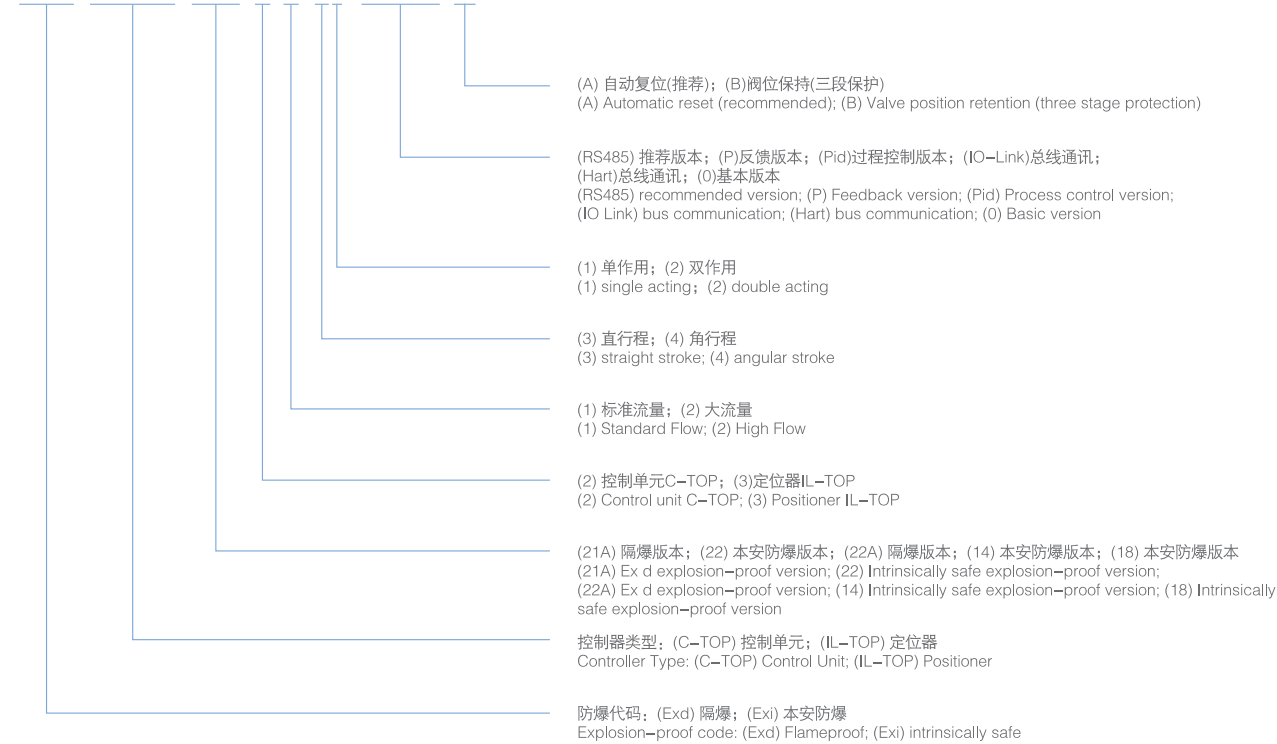 (A) 自动复位(推荐)；(B)阀位保持(三段保护)
(A) Automatic reset (recommended); (B) Valve position retention (three stage protection)
(RS485) 推荐版本；(P)反馈版本；(Pid)过程控制版本；(IO–Link)总线通讯；
(Hart)总线通讯；(0)基本版本
(RS485) recommended version; (P) Feedback version; (Pid) Process control version;
(IO Link) bus communication; (Hart) bus communication; (0) Basic version
(1) 单作用；(2) 双作用
(1) single acting；(2) double acting
(3) 直行程；(4) 角行程
(3) straight stroke; (4) angular stroke
(1) 标准流量；(2) 大流量
(1) Standard Flow; (2) High Flow
(2) 控制单元C–TOP；(3)定位器IL–TOP
(2) Control unit C–TOP; (3) Positioner IL–TOP
(21A) 隔爆版本；(22) 本安防爆版本；(22A) 隔爆版本；(14) 本安防爆版本；(18) 本安防爆版本
(21A) Ex d explosion–proof version; (22) Intrinsically safe explosion–proof version;
(22A) Ex d explosion–proof version; (14) Intrinsically safe explosion–proof version; (18) Intrinsically
safe explosion–proof version
控制器类型：(C–TOP) 控制单元；(IL–TOP) 定位器
Controller Type: (C–TOP) Control Unit; (IL–TOP) Positioner
防爆代码：(Exd) 隔爆；(Exi) 本安防爆
Explosion–proof code: (Exd) Flameproof; (Exi) intrinsically safe